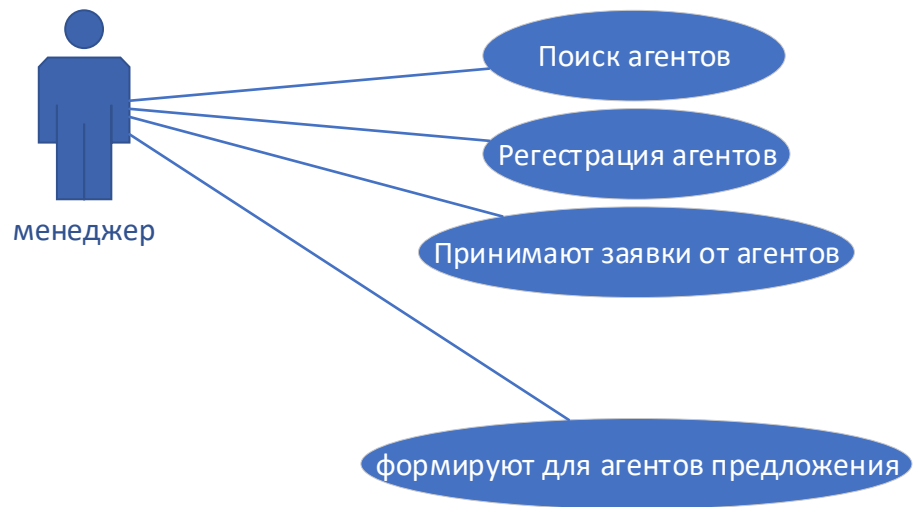 Поиск агентов
Регестрация агентов
менеджер
Принимают заявки от агентов
формируют для агентов предложения